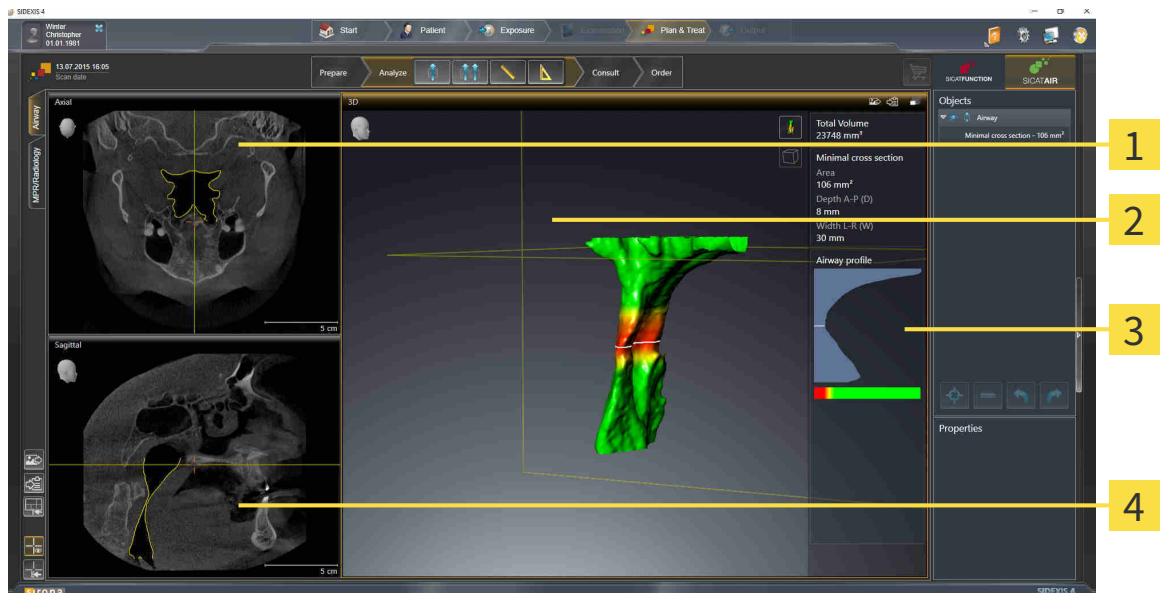 SIDEXIS 4
Winter
Christopher
01.01.1981
Start
Patient
Exposure
Examination
Plan & Treat
Output
13.07.2015 16:05
Scan date
Prepare
Analyze
Consult
Order
SICATFUNCTION
SICATAIR
Airway
MPR/Radiology
Axial
5 cm
Sagittal
5 cm
3D
Total Volume
23748 mm³
Minimal cross section
Area
106 mm²
Depth A-P (D)
8 mm
Width L-R (W)
30 mm
Airway profile
Objects
Airway
Minimal cross section - 106 mm²
Properties
1
2
3
4
sirona
SIDEXIS 4